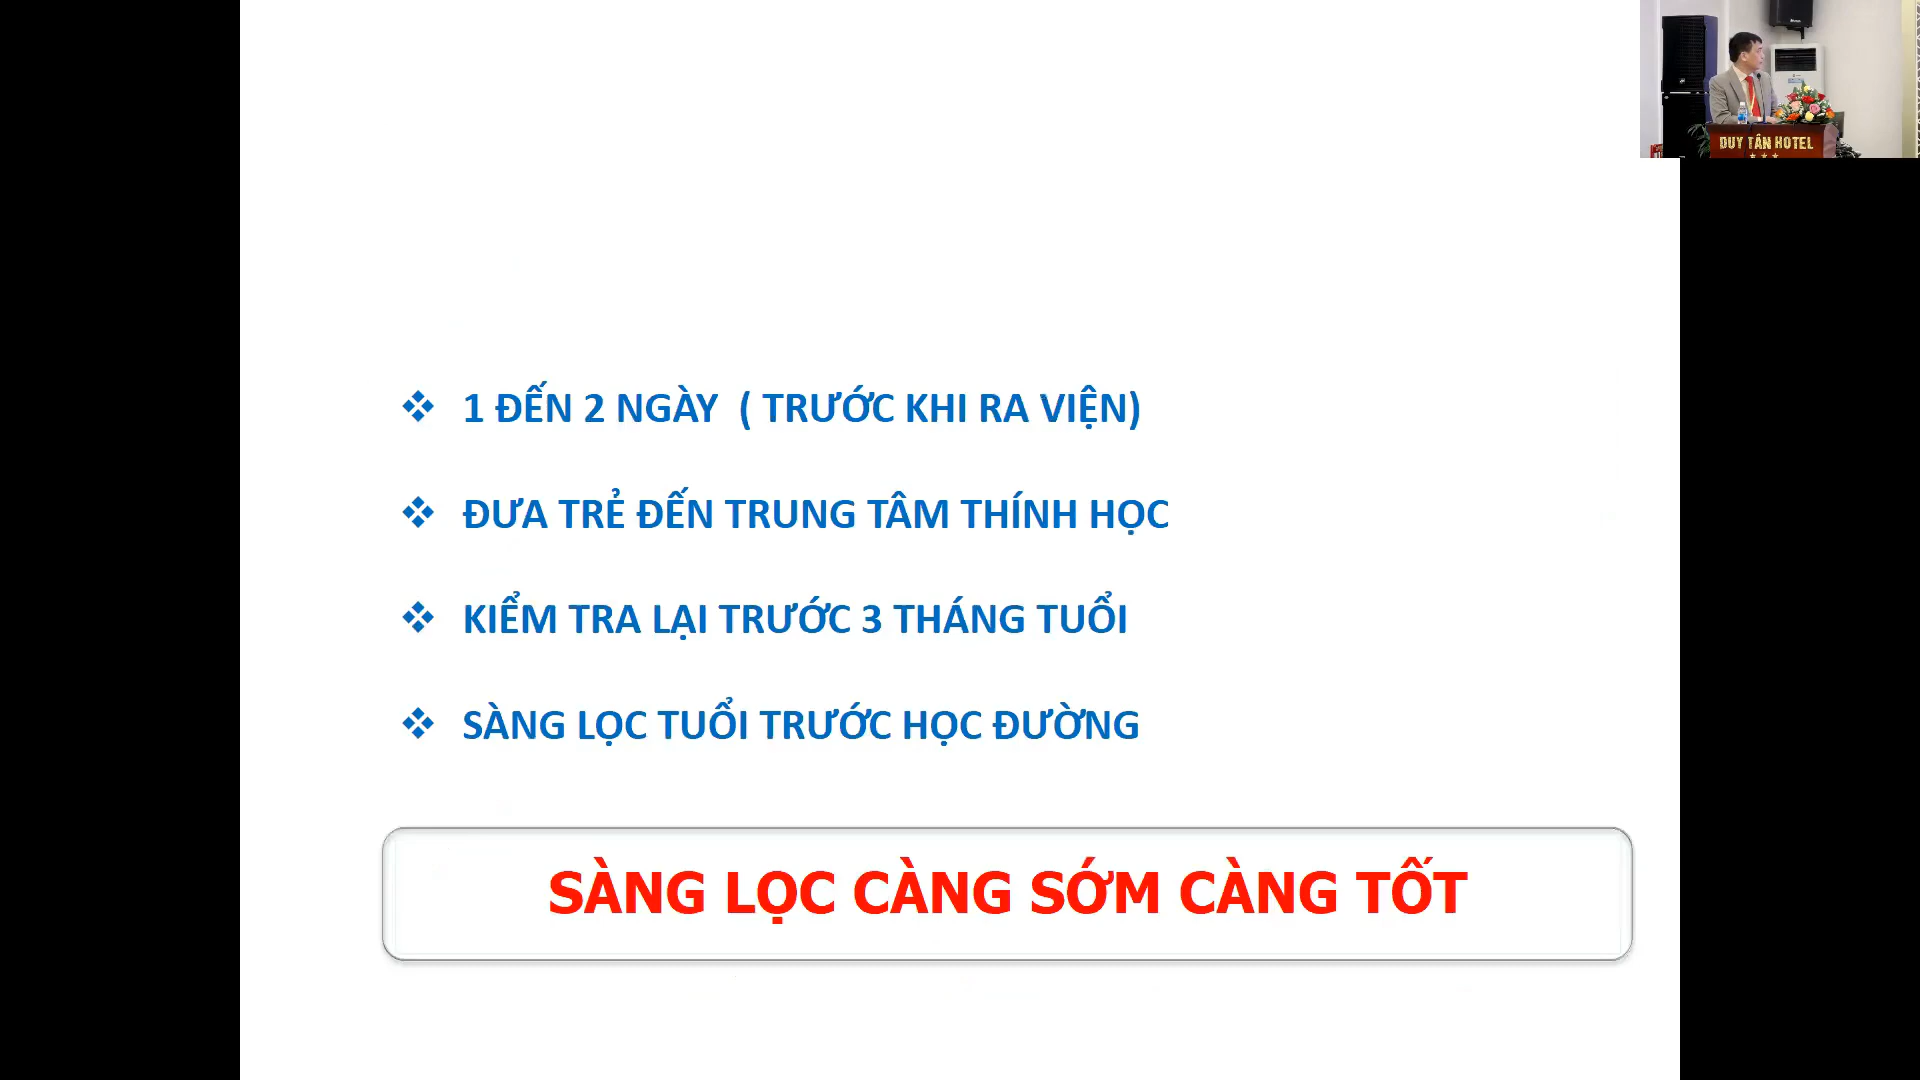 DUY TÂN HOTEL
1 ĐẾN 2 NGÀY ( TRƯỚC KHI RA VIỆN)
ĐƯA TRẺ ĐẾN TRUNG TÂM THÍNH HỌC
KIỂM TRA LẠI TRƯỚC 3 THÁNG TUỔI
SÀNG LỌC TUỔI TRƯỚC HỌC ĐƯỜNG
SÀNG LỌC CÀNG SỚM CÀNG TỐT